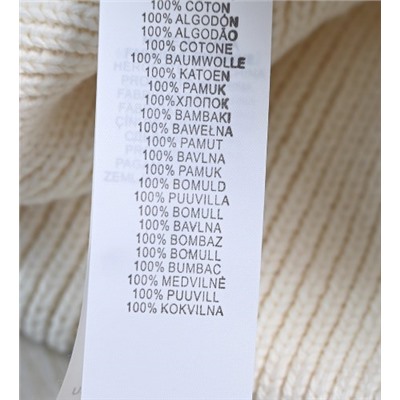 100% COTON
100% ALGODÓN
100% ALGODÃO
100% COTONE
100% BAUMWOLLE
100% KATOEN
100% PAMUK
100%ХЛОПОК
100% BAMBAKI
100% BAWEŁNA
100% PAMUT
100% BAVLNA
100% PAMUK
100% BOMULD
100% PUUVILLA
100% BOMULL
100% BAVLNA
100% BOMBAZ
100% BOMULL
100% BUMBAC
100% MEDVILNĖ
100% PUUVILL
100% KOKVILNA